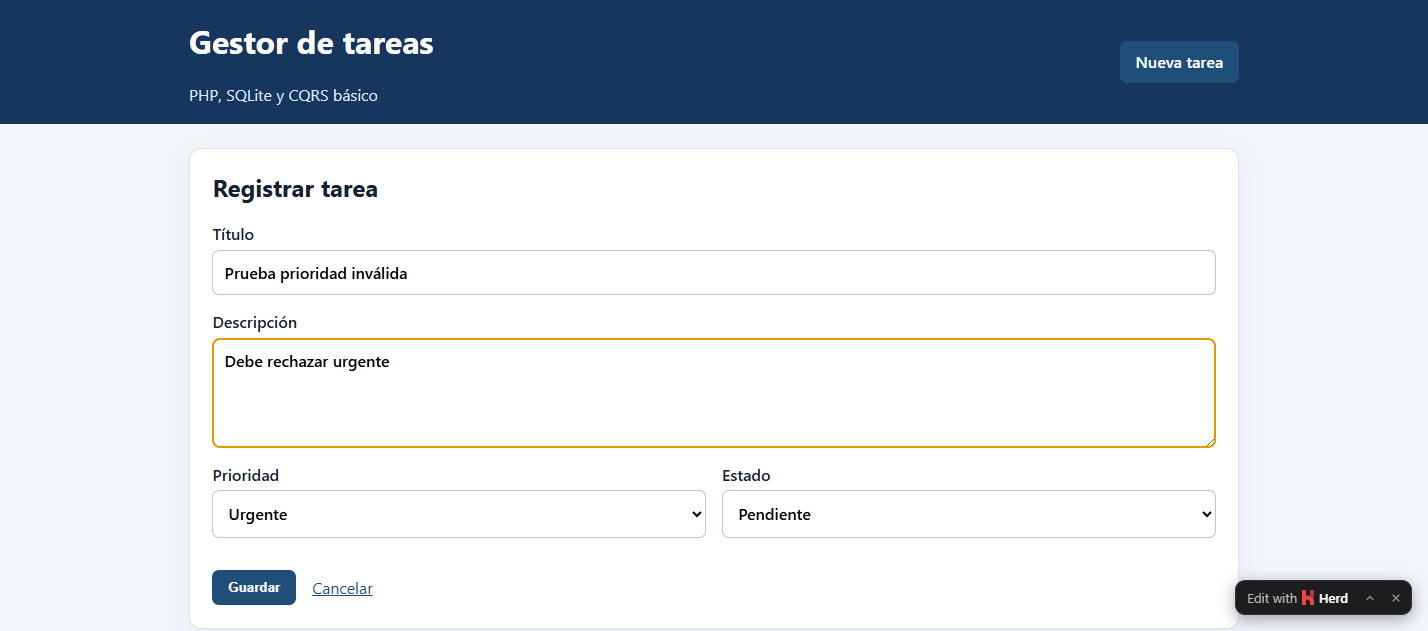 Gestor de tareas
PHP, SQLite y CQRS básico
Nueva tarea
Registrar tarea
Título
Prueba prioridad inválida
Descripción
Debe rechazar urgente
Prioridad
Estado
Urgente
Pendiente
Guardar
Cancelar
Edit with Herd